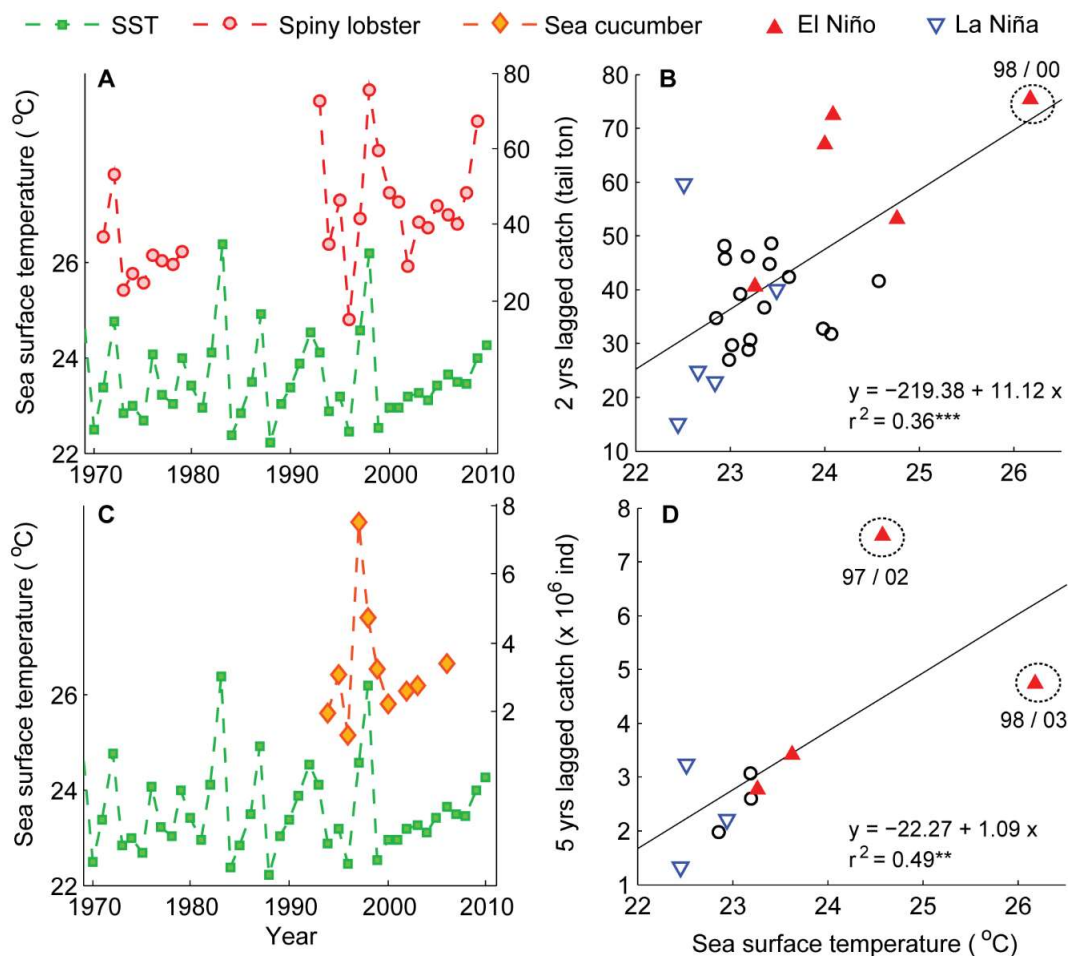 SST Spiny lobster Sea cucumber El Niño La Niña
A
Sea surface temperature ( °C)
26
24
22
80
60
40
20
1970 1980 1990 2000 2010
B
98 / 00
2 yrs lagged catch (tail ton)
80
70
60
50
40
30
20
10
y = −219.38 + 11.12 x
r² = 0.36***
22 23 24 25 26
C
Sea surface temperature ( °C)
26
24
22
8
6
4
2
1970 1980 1990 2000 2010
Year
D
5 yrs lagged catch (x 10⁶ ind)
8
7
6
5
4
3
2
1
97 / 02
98 / 03
y = −22.27 + 1.09 x
r² = 0.49**
22 23 24 25 26
Sea surface temperature ( °C)